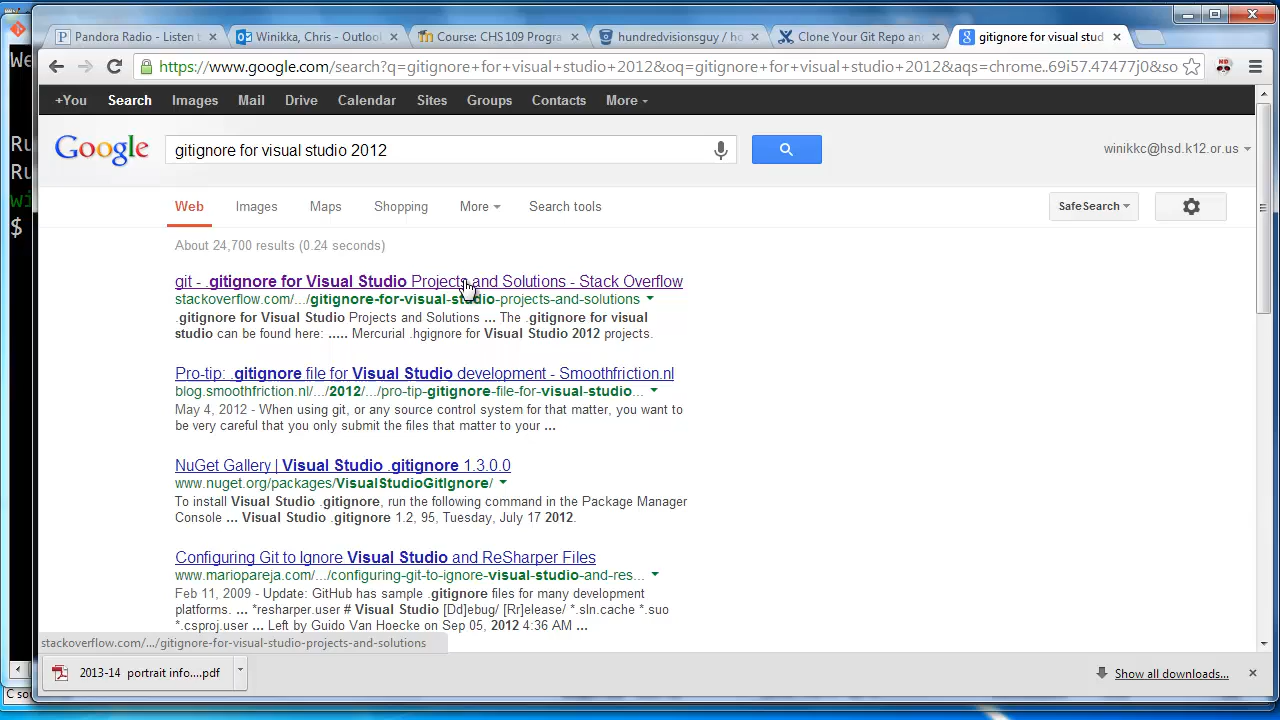 Pandora Radio - Listen t
Winikka, Chris - Outlool
Course: CHS109 Progra
hundredvisionsguy / ho
Clone Your Git Repo an
gitignore for visual stud
https://www.google.com/search?q=gitignore+for+visual+studio+2012&oq=gitignore+for+visual+studio+2012&aqs=chrome..69i57.47477j0&so
+You Search Images Mail Drive Calendar Sites Groups Contacts More
Google
gitignore for visual studio 2012
winikkc@hsd.k12.or.us
Web Images Maps Shopping More Search tools
SafeSearch
About 24,700 results (0.24 seconds)
git - .gitignore for Visual Studio Projects and Solutions - Stack Overflow
stackoverflow.com/.../gitignore-for-visual-studio-projects-and-solutions
.gitignore for Visual Studio Projects and Solutions ... The .gitignore for visual
studio can be found here: ..... Mercurial .hgignore for Visual Studio 2012 projects.
Pro-tip: .gitignore file for Visual Studio development - Smoothfriction.nl
blog.smoothfriction.nl/.../2012/.../pro-tip-gitignore-file-for-visual-studio...
May 4, 2012 - When using git, or any source control system for that matter, you want to
be very careful that you only submit the files that matter to your ...
NuGet Gallery | Visual Studio .gitignore 1.3.0.0
www.nuget.org/packages/VisualStudioGitIgnore/
To install Visual Studio .gitignore, run the following command in the Package Manager
Console ... Visual Studio .gitignore 1.2, 95, Tuesday, July 17 2012.
Configuring Git to Ignore Visual Studio and ReSharper Files
www.mariopareja.com/.../configuring-git-to-ignore-visual-studio-and-res...
Feb 11, 2009 - Update: GitHub has sample .gitignore files for many development
platforms. ... *resharper.user # Visual Studio [Dd]ebug/ [Rr]elease/ *.sln.cache *.suo
*.csproj.user ... Left by Guido Van Hoecke on Sep 05, 2012 4:36 AM ...
stackoverflow.com/.../gitignore-for-visual-studio-projects-and-solutions
2013-14 portrait info....pdf
Show all downloads...
We
Ru
Ru
wi
$
C so